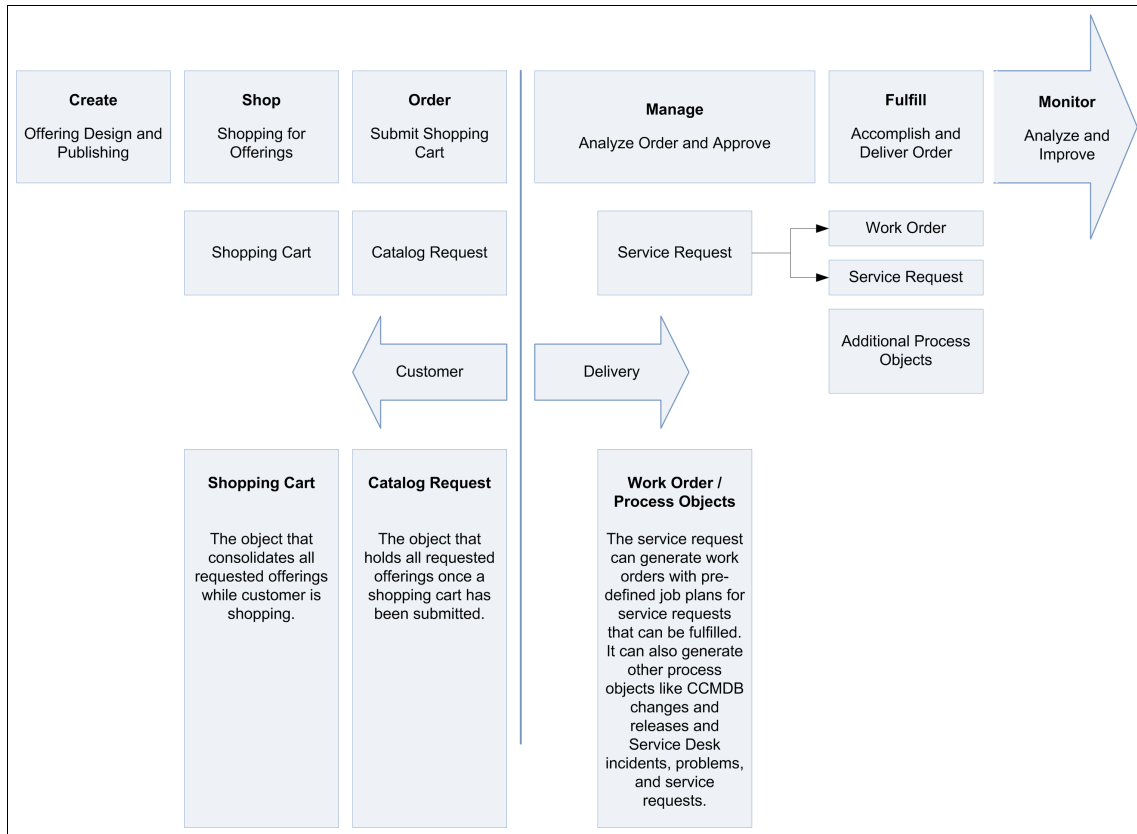 Create
Offering Design and
Publishing
Shop
Shopping for
Offerings
Order
Submit Shopping
Cart
Manage
Analyze Order and Approve
Fulfill
Accomplish and
Deliver Order
Monitor
Analyze and
Improve
Shopping Cart
Catalog Request
Service Request
Work Order
Service Request
Additional Process
Objects
Customer
Delivery
Shopping Cart
The object that
consolidates all
requested offerings
while customer is
shopping.
Catalog Request
The object that
holds all requested
offerings once a
shopping cart has
been submitted.
Work Order /
Process Objects
The service request
can generate work
orders with pre-
defined job plans for
service requests
that can be fulfilled.
It can also generate
other process
objects like CCMDB
changes and
releases and
Service Desk
incidents, problems,
and service
requests.